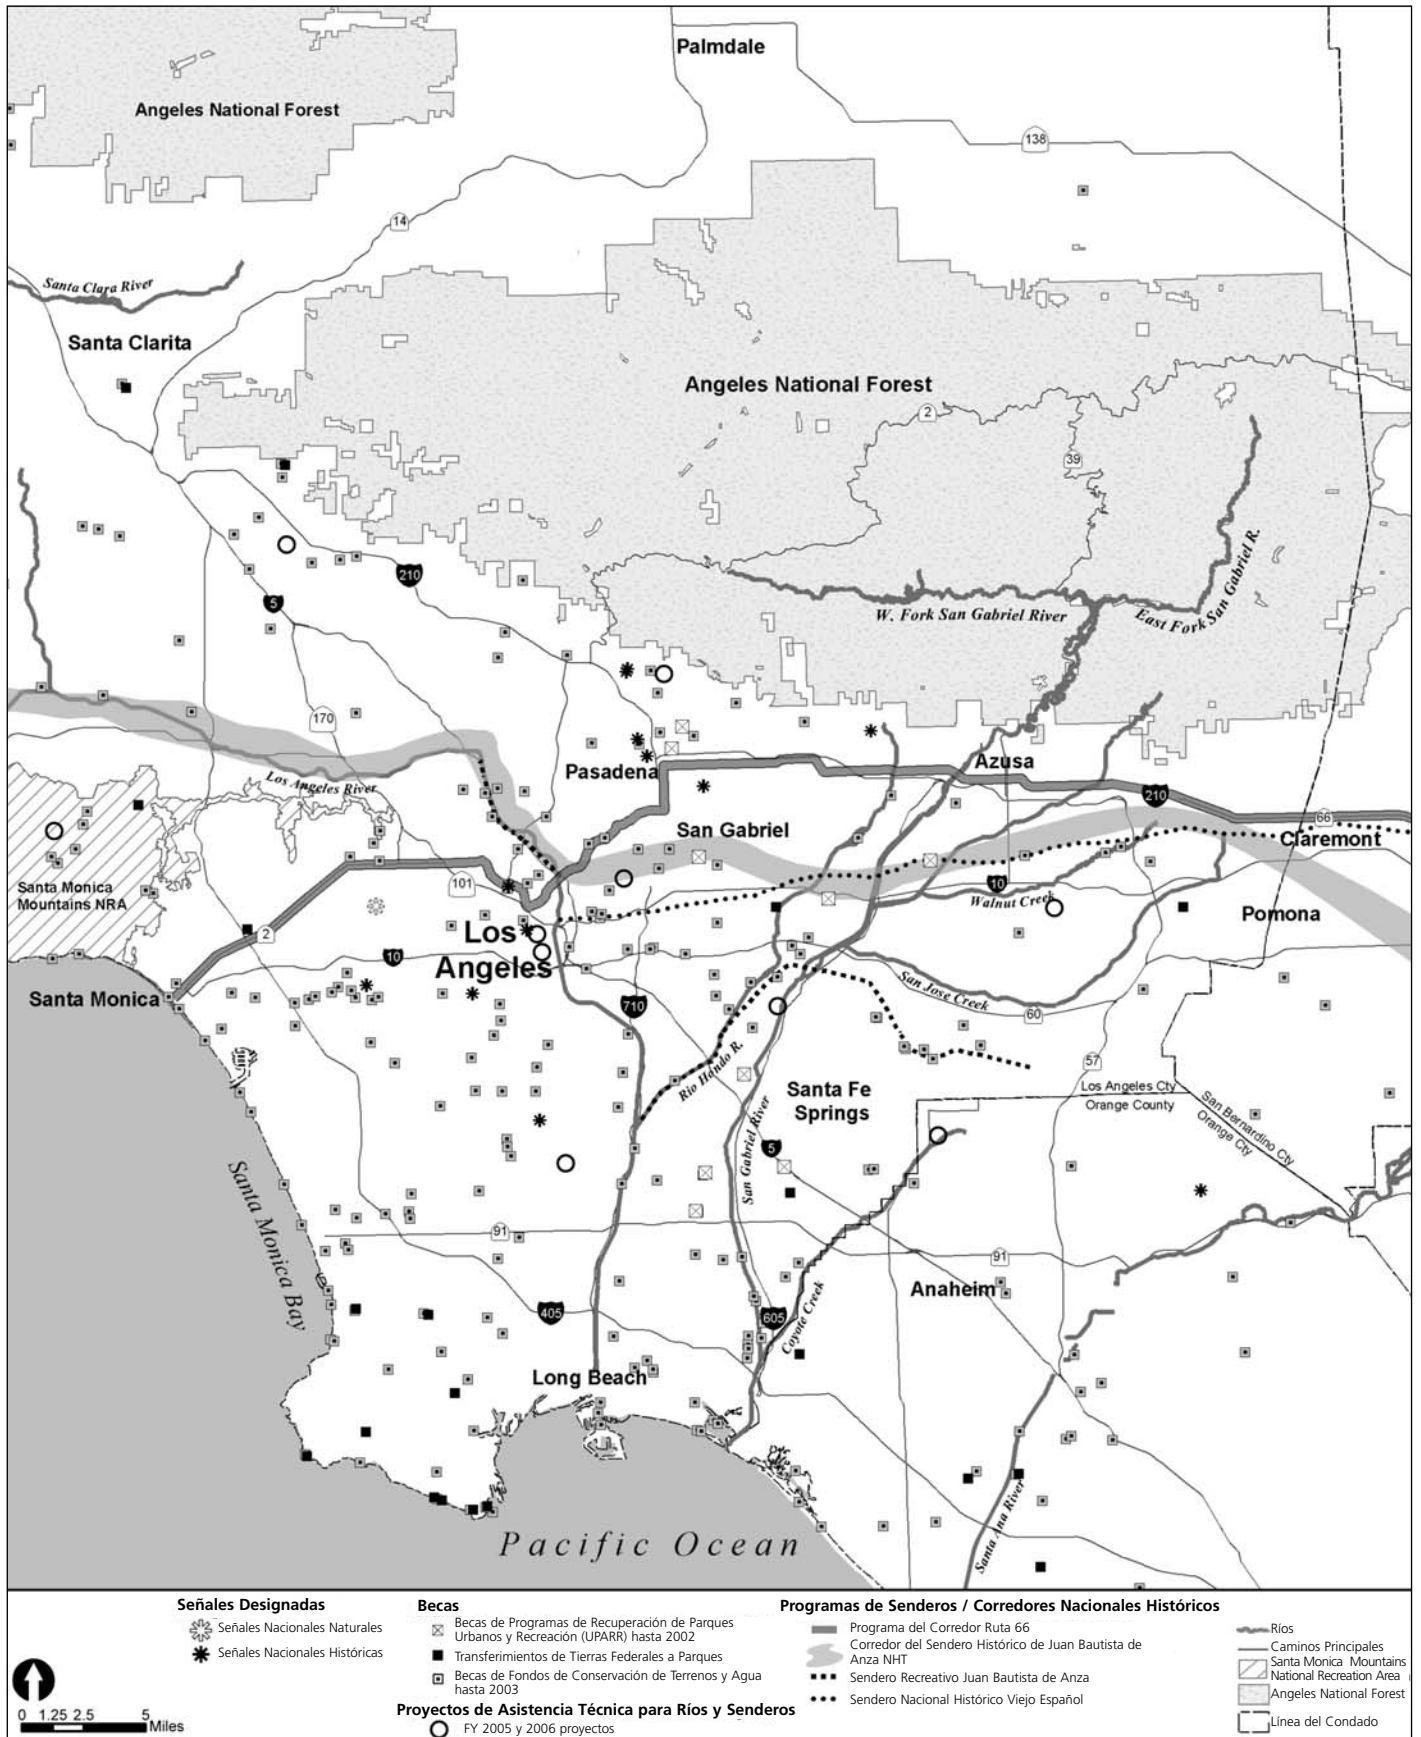 Palmdale
Angeles National Forest
138
14
Santa Clara River
Santa Clarita
Angeles National Forest
2
39
210
5
W. Fork San Gabriel River
East Fork San Gabriel R.
170
Los Angeles River
Pasadena
Azusa
210
San Gabriel
66
Claremont
Santa Monica
Mountains NRA
101
10
Walnut Creek
Pomona
2
Los
Angeles
10
Santa Monica
710
San Jose Creek
60
57
Rio Hondo R.
Santa Fe
Springs
Los Angeles Cty
Orange County
San Bernardino Cty
Orange Cty
San Gabriel River
5
Santa Monica Bay
91
91
Anaheim
405
605
Coyote Creek
Long Beach
Santa Ana River
Pacific Ocean
Señales Designadas
Señales Nacionales Naturales
Señales Nacionales Históricas
0 1.25 2.5 5
Miles
Becas
Becas de Programas de Recuperación de Parques
Urbanos y Recreación (UPARR) hasta 2002
Transferimientos de Tierras Federales a Parques
Becas de Fondos de Conservación de Terrenos y Agua
hasta 2003
Proyectos de Asistencia Técnica para Ríos y Senderos
FY 2005 y 2006 proyectos
Programas de Senderos / Corredores Nacionales Históricos
Programa del Corredor Ruta 66
Corredor del Sendero Histórico de Juan Bautista de
Anza NHT
Sendero Recreativo Juan Bautista de Anza
Sendero Nacional Histórico Viejo Español
Ríos
Caminos Principales
Santa Monica Mountains
National Recreation Area
Angeles National Forest
Línea del Condado